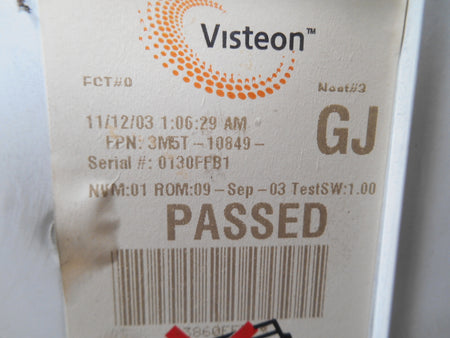 Visteon™
FCT#0 Nest#3
11/12/03 1:06:29 AM
GJ
FPN: 3M5T-10849-
Serial #: 0130FFB1
NVM:01 ROM:09-Sep-03 TestSW:1.00
PASSED